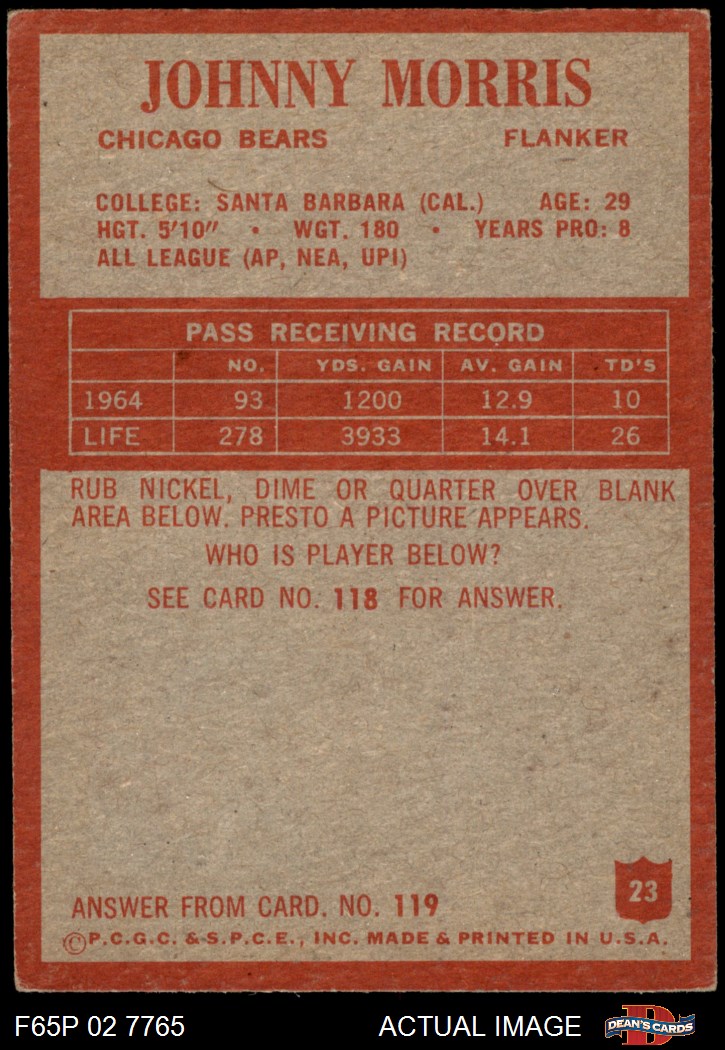 JOHNNY MORRIS
CHICAGO BEARS FLANKER
COLLEGE: SANTA BARBARA (CAL.) AGE: 29
HGT. 5'10" • WGT. 180 • YEARS PRO: 8
ALL LEAGUE (AP, NEA, UPI)
PASS RECEIVING RECORD
NO. YDS. GAIN AV. GAIN TD'S
1964 93 1200 12.9 10
LIFE 278 3933 14.1 26
RUB NICKEL, DIME OR QUARTER OVER BLANK
AREA BELOW. PRESTO A PICTURE APPEARS.
WHO IS PLAYER BELOW?
SEE CARD NO. 118 FOR ANSWER.
23
ANSWER FROM CARD. NO. 119
©P.C.G.C. & S.P.C.E., INC. MADE & PRINTED IN U.S.A.
F65P 02 7765 ACTUAL IMAGE DEAN'S CARDS